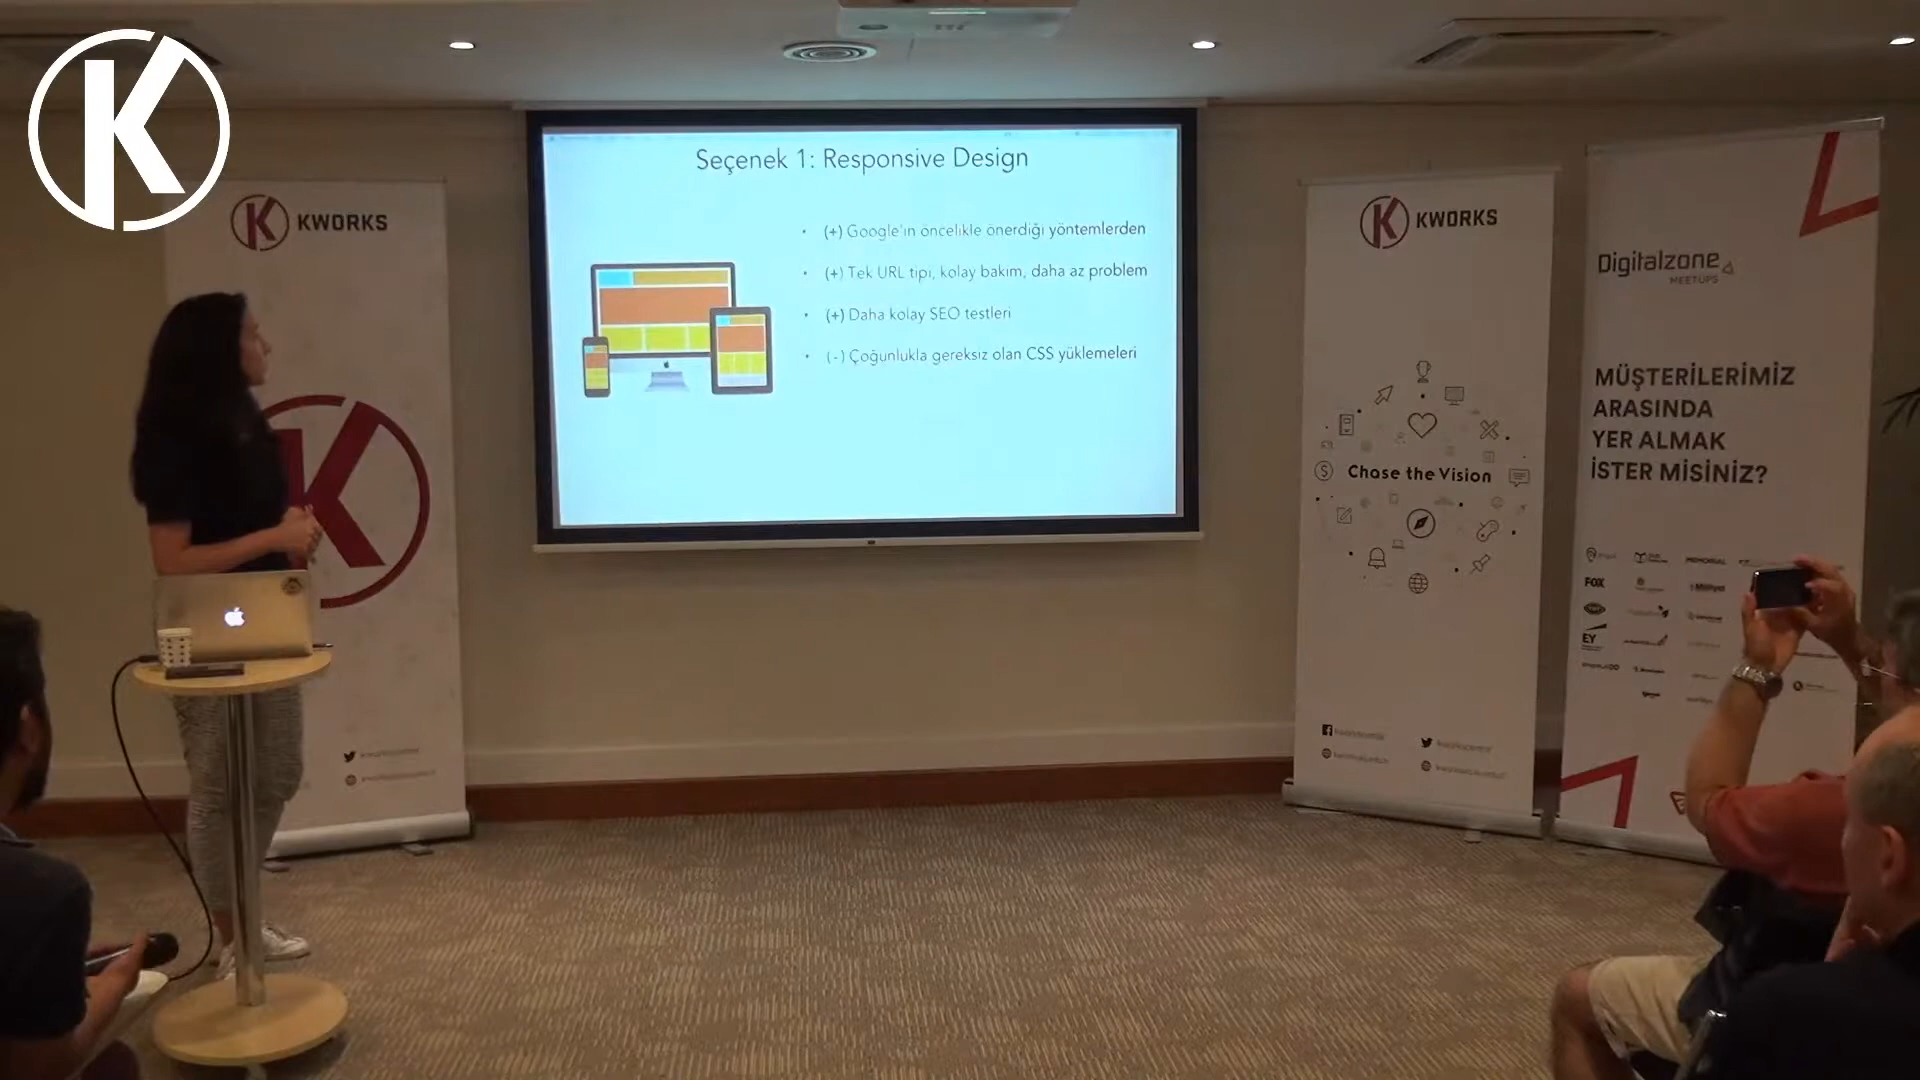 K
Seçenek 1: Responsive Design
• (+) Google'ın öncelikle önerdiği yöntemlerden
• (+) Tek URL tipi, kolay bakım, daha az problem
• (+) Daha kolay SEO testleri
• (-) Çoğunlukla gereksiz olan CSS yüklemeleri
K KWORKS
K
K KWORKS
Chase the Vision
Digitalzone
MEETUPS
MÜŞTERİLERİMİZ
ARASINDA
YER ALMAK
İSTER MİSİNİZ?
MEMORIAL
FOX
Milliyet
EY